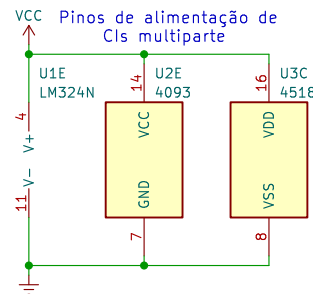 VCC
Pinos de alimentação de
CIs multiparte
U1E
LM324N
U2E
4093
U3C
4518
4
V+
V-
11
14
VCC
GND
7
16
VDD
VSS
8